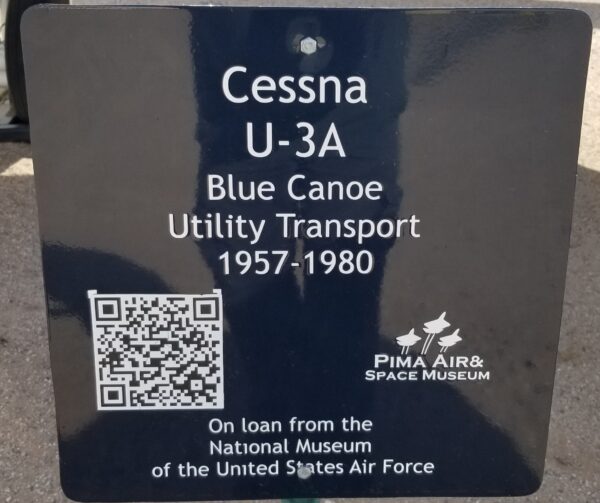 Cessna
U-3A
Blue Canoe
Utility Transport
1957-1980
PIMA AIR&
SPACE MUSEUM
On loan from the
National Museum
of the United States Air Force